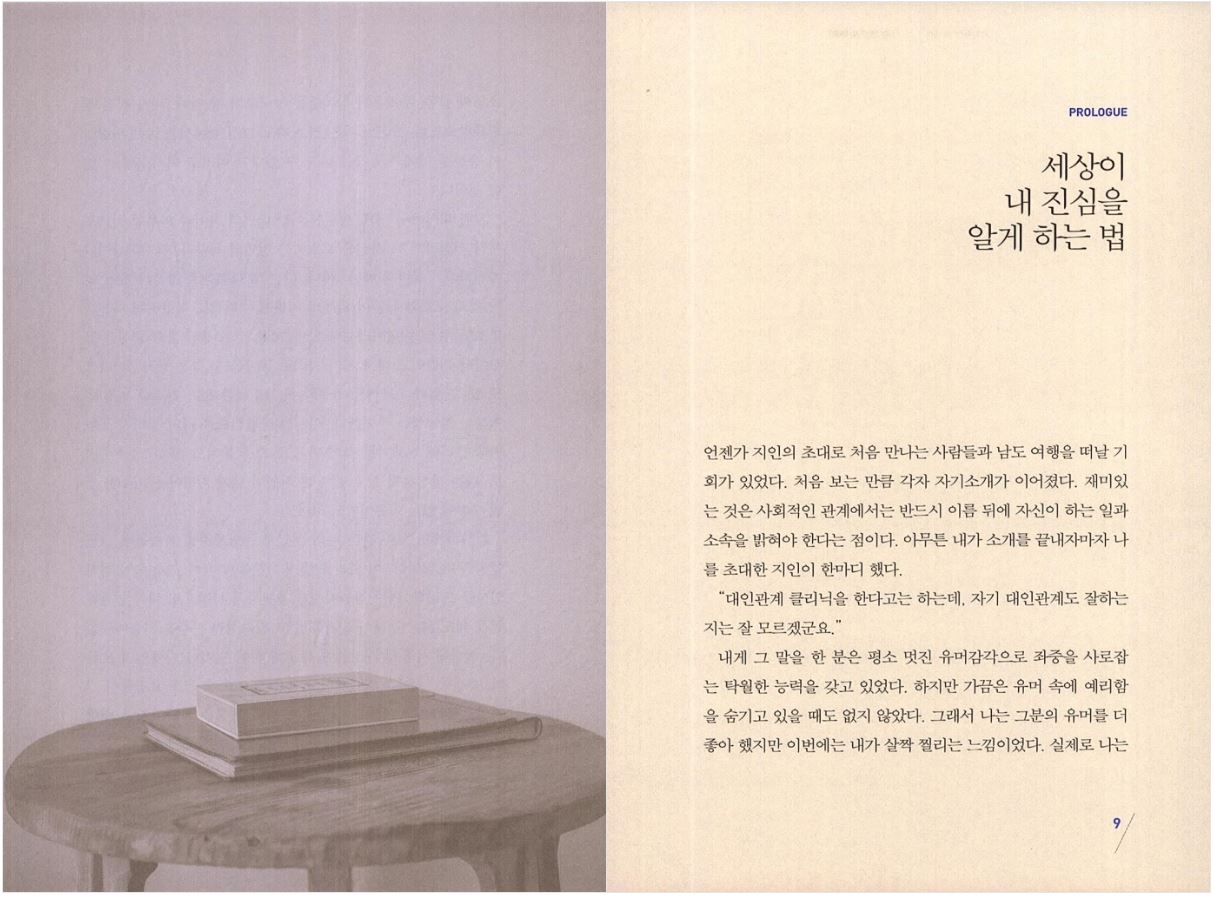 PROLOGUE
세상이
내 진심을
알게 하는 법
언젠가 지인의 초대로 처음 만나는 사람들과 남도 여행을 떠날 기
회가 있었다. 처음 보는 만큼 각자 자기소개가 이어졌다. 재미있
는 것은 사회적인 관계에서는 반드시 이름 뒤에 자신이 하는 일과
소속을 밝혀야 한다는 점이다. 아무튼 내가 소개를 끝내자마자 나
를 초대한 지인이 한마디 했다.
“대인관계 클리닉을 한다고는 하는데, 자기 대인관계도 잘하는
지는 잘 모르겠군요.”
내게 그 말을 한 분은 평소 멋진 유머감각으로 좌중을 사로잡
는 탁월한 능력을 갖고 있었다. 하지만 가끔은 유머 속에 예리함
을 숨기고 있을 때도 없지 않았다. 그래서 나는 그분의 유머를 더
좋아 했지만 이번에는 내가 살짝 찔리는 느낌이었다. 실제로 나는
9